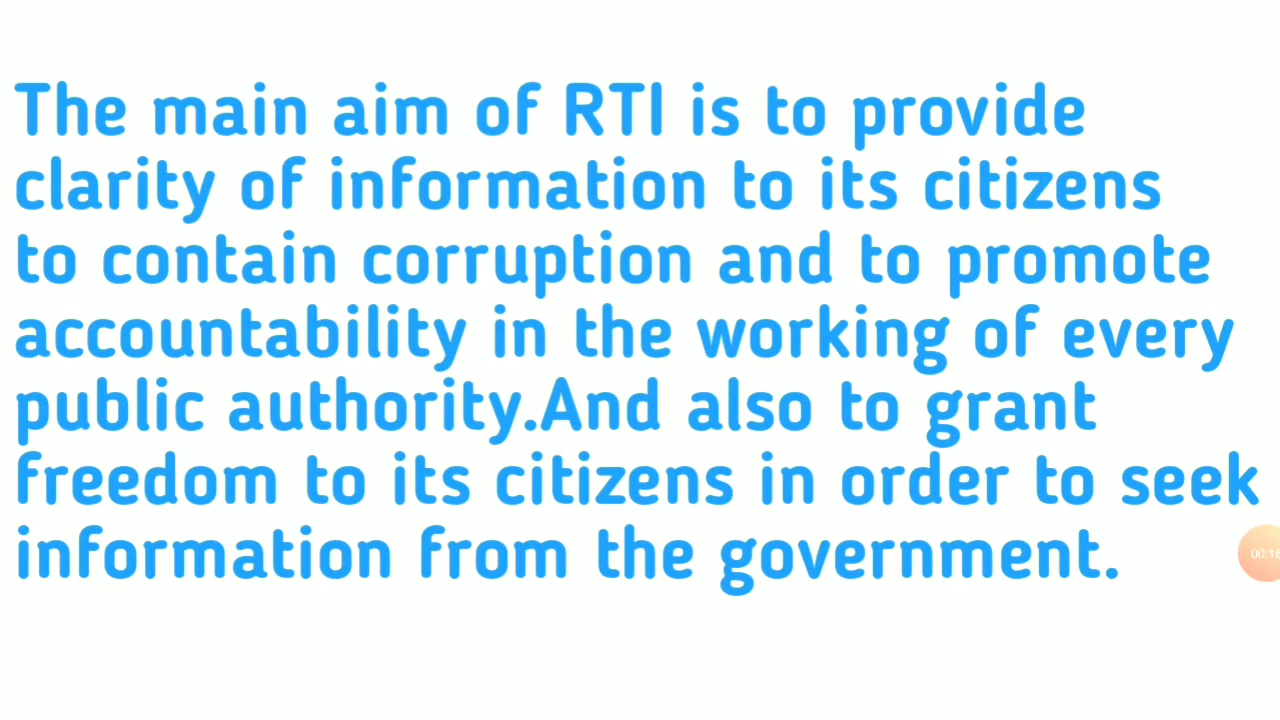 The main aim of RTI is to provide
clarity of information to its citizens
to contain corruption and to promote
accountability in the working of every
public authority.And also to grant
freedom to its citizens in order to seek
information from the government.